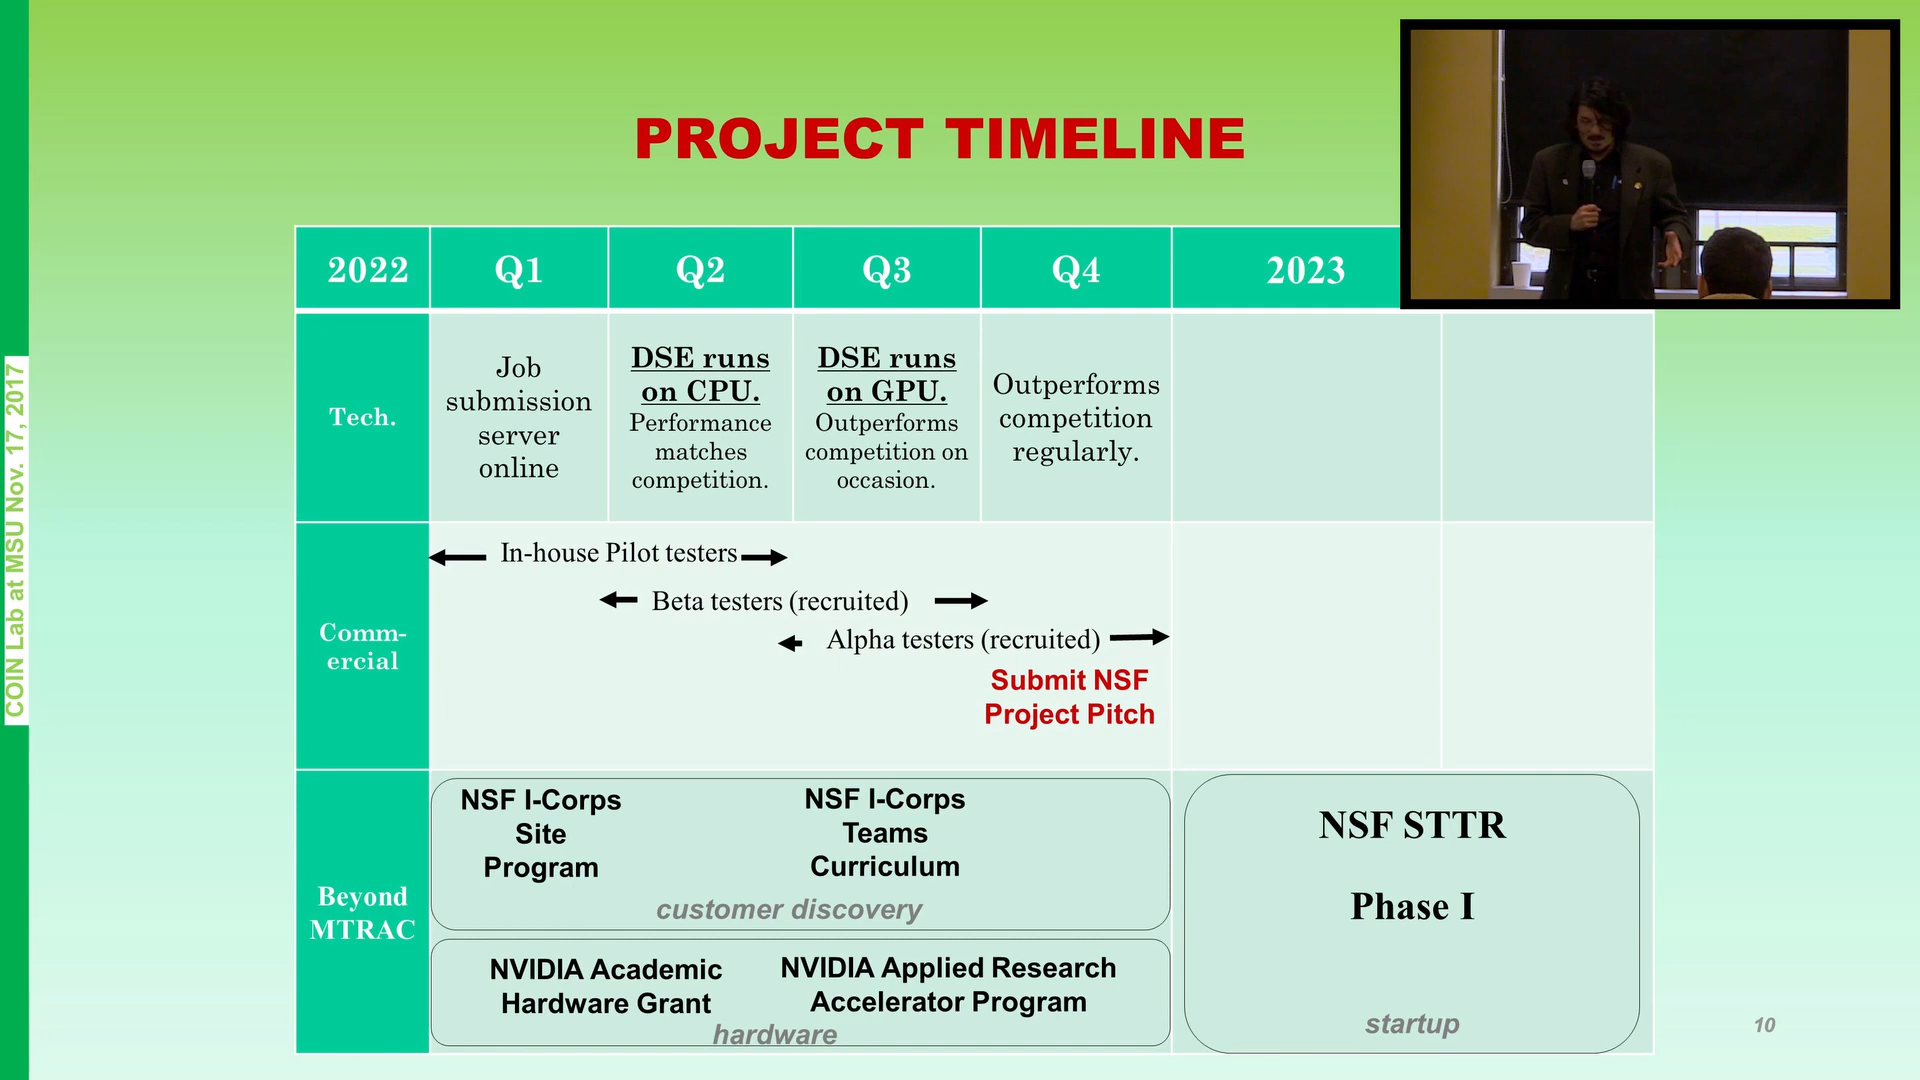 PROJECT TIMELINE
2022
Q1
Q2
Q3
Q4
2023
Tech.
Job
submission
server
online
DSE runs
on CPU.
Performance
matches
competition.
DSE runs
on GPU.
Outperforms
competition on
occasion.
Outperforms
competition
regularly.
Comm-
ercial
In-house Pilot testers
Beta testers (recruited)
Alpha testers (recruited)
Submit NSF
Project Pitch
Beyond
MTRAC
NSF I-Corps
Site
Program
NSF I-Corps
Teams
Curriculum
customer discovery
NVIDIA Academic
Hardware Grant
NVIDIA Applied Research
Accelerator Program
hardware
NSF STTR
Phase I
startup
10
COIN Lab at MSU Nov. 17, 2017